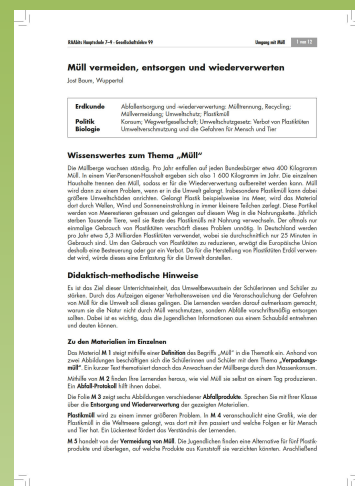 RAAbits Hauptschule 7–9 · Gesellschaftslehre 99 Umgang mit Müll 1 von 12
Müll vermeiden, entsorgen und wiederverwerten
Jost Baum, Wuppertal
Erdkunde Abfallentsorgung und -wiederverwertung: Mülltrennung, Recycling;
Müllvermeidung; Umweltschutz; Plastikmüll
Politik Konsum; Wegwerfgesellschaft; Umweltschutzgesetz: Verbot von Plastiktüten
Biologie Umweltverschmutzung und die Gefahren für Mensch und Tier
Wissenswertes zum Thema „Müll“
Die Müllberge wachsen ständig. Pro Jahr entfallen auf jeden Bundesbürger etwa 400 Kilogramm
Müll. In einem Vier-Personen-Haushalt ergeben sich also 1 600 Kilogramm im Jahr. Die einzelnen
Haushalte trennen den Müll, sodass er für die Wiederverwertung aufbereitet werden kann. Müll
wird dann zu einem Problem, wenn er in die Umwelt gelangt. Insbesondere Plastikmüll kann dabei
größere Umweltschäden anrichten. Gelangt Plastik beispielsweise ins Meer, wird das Material
dort durch Wellen, Wind und Sonneneinstrahlung in immer kleinere Teilchen zerlegt. Diese Partikel
werden von Meerestieren gefressen und gelangen auf diesem Weg in die Nahrungskette. Jährlich
sterben Tausende Tiere, weil sie Reste des Plastikmülls mit Nahrung verwechseln. Der oftmals nur
einmalige Gebrauch von Plastiktüten verschärft dieses Problem unnötig. In Deutschland werden
pro Jahr etwa 5,3 Milliarden Plastiktüten verwendet, wobei sie durchschnittlich nur 25 Minuten in
Gebrauch sind. Um den Gebrauch von Plastiktüten zu reduzieren, erwägt die Europäische Union
deshalb eine Besteuerung oder gar ein Verbot. Da für die Herstellung von Plastiktüten Erdöl verwen-
det wird, würde dieses eine Entlastung für die Umwelt darstellen.
Didaktisch-methodische Hinweise
Es ist das Ziel dieser Unterrichtseinheit, das Umweltbewusstsein der Schülerinnen und Schüler zu
stärken. Durch das Aufzeigen eigener Verhaltensweisen und die Veranschaulichung der Gefahren
von Müll für die Umwelt soll dieses gelingen. Die Lernenden werden darauf aufmerksam gemacht,
warum sie die Natur nicht durch Müll verschmutzen, sondern Abfälle vorschriftsmäßig entsorgen
sollten. Dabei ist es wichtig, dass die Jugendlichen Informationen aus einem Schaubild entnehmen
und deuten können.
Zu den Materialien im Einzelnen
Das Material M 1 steigt mithilfe einer Definition des Begriffs „Müll“ in die Thematik ein. Anhand von
zwei Abbildungen beschäftigen sich die Schülerinnen und Schüler mit dem Thema „Verpackungs-
müll“. Ein kurzer Text thematisiert danach das Anwachsen der Müllberge durch den Massenkonsum.
Mithilfe von M 2 finden Ihre Lernenden heraus, wie viel Müll sie selbst an einem Tag produzieren.
Ein Abfall-Protokoll hilft ihnen dabei.
Die Folie M 3 zeigt sechs Abbildungen verschiedener Abfallprodukte. Sprechen Sie mit Ihrer Klasse
über die Entsorgung und Wiederverwertung der gezeigten Materialien.
Plastikmüll wird zu einem immer größeren Problem. In M 4 veranschaulicht eine Grafik, wie der
Plastikmüll in die Weltmeere gelangt, was dort mit ihm passiert und welche Folgen er für Mensch
und Tier hat. Ein Lückentext fördert das Verständnis der Lernenden.
M 5 handelt von der Vermeidung von Müll. Die Jugendlichen finden eine Alternative für fünf Plastik-
produkte und überlegen, auf welche Produkte aus Kunststoff sie verzichten könnten. Anschließend